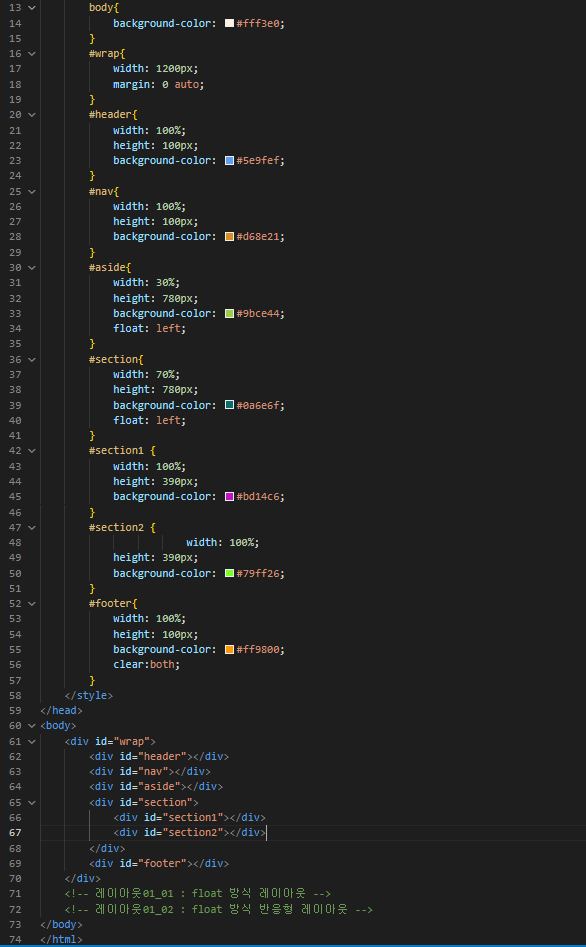 13 body{
14 background-color: #fff3e0;
15 }
16 #wrap{
17 width: 1200px;
18 margin: 0 auto;
19 }
20 #header{
21 width: 100%;
22 height: 100px;
23 background-color: #5e9fef;
24 }
25 #nav{
26 width: 100%;
27 height: 100px;
28 background-color: #d68e21;
29 }
30 #aside{
31 width: 30%;
32 height: 780px;
33 background-color: #9bce44;
34 float: left;
35 }
36 #section{
37 width: 70%;
38 height: 780px;
39 background-color: #0a6e6f;
40 float: left;
41 }
42 #section1 {
43 width: 100%;
44 height: 390px;
45 background-color: #bd14c6;
46 }
47 #section2 {
48 width: 100%;
49 height: 390px;
50 background-color: #79ff26;
51 }
52 #footer{
53 width: 100%;
54 height: 100px;
55 background-color: #ff9800;
56 clear:both;
57 }
58 </style>
59 </head>
60 <body>
61 <div id="wrap">
62 <div id="header"></div>
63 <div id="nav"></div>
64 <div id="aside"></div>
65 <div id="section">
66 <div id="section1"></div>
67 <div id="section2"></div>
68 </div>
69 <div id="footer"></div>
70 </div>
71 <!-- 레이아웃01_01 : float 방식 레이아웃 -->
72 <!-- 레이아웃01_02 : float 방식 반응형 레이아웃 -->
73 </body>
74 </html>